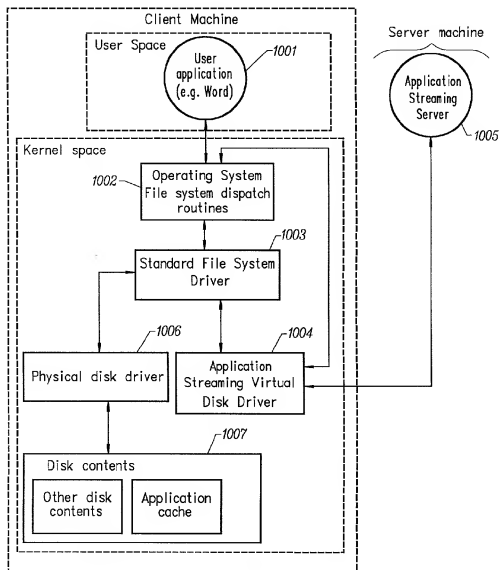 Client Machine
User Space
User
application
(e.g. Word)
1001
Server machine
Application
Streaming
Server
1005
Kernel space
1002
Operating System
File system dispatch
routines
1003
Standard File System
Driver
1006
Physical disk driver
1004
Application
Streaming Virtual
Disk Driver
1007
Disk contents
Other disk
contents
Application
cache